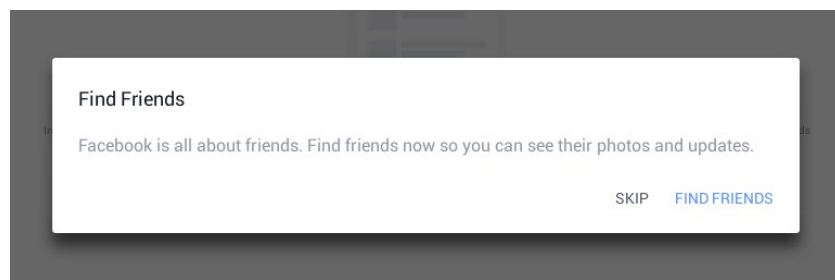 Find Friends
Facebook is all about friends. Find friends now so you can see their photos and updates.
SKIP FIND FRIENDS